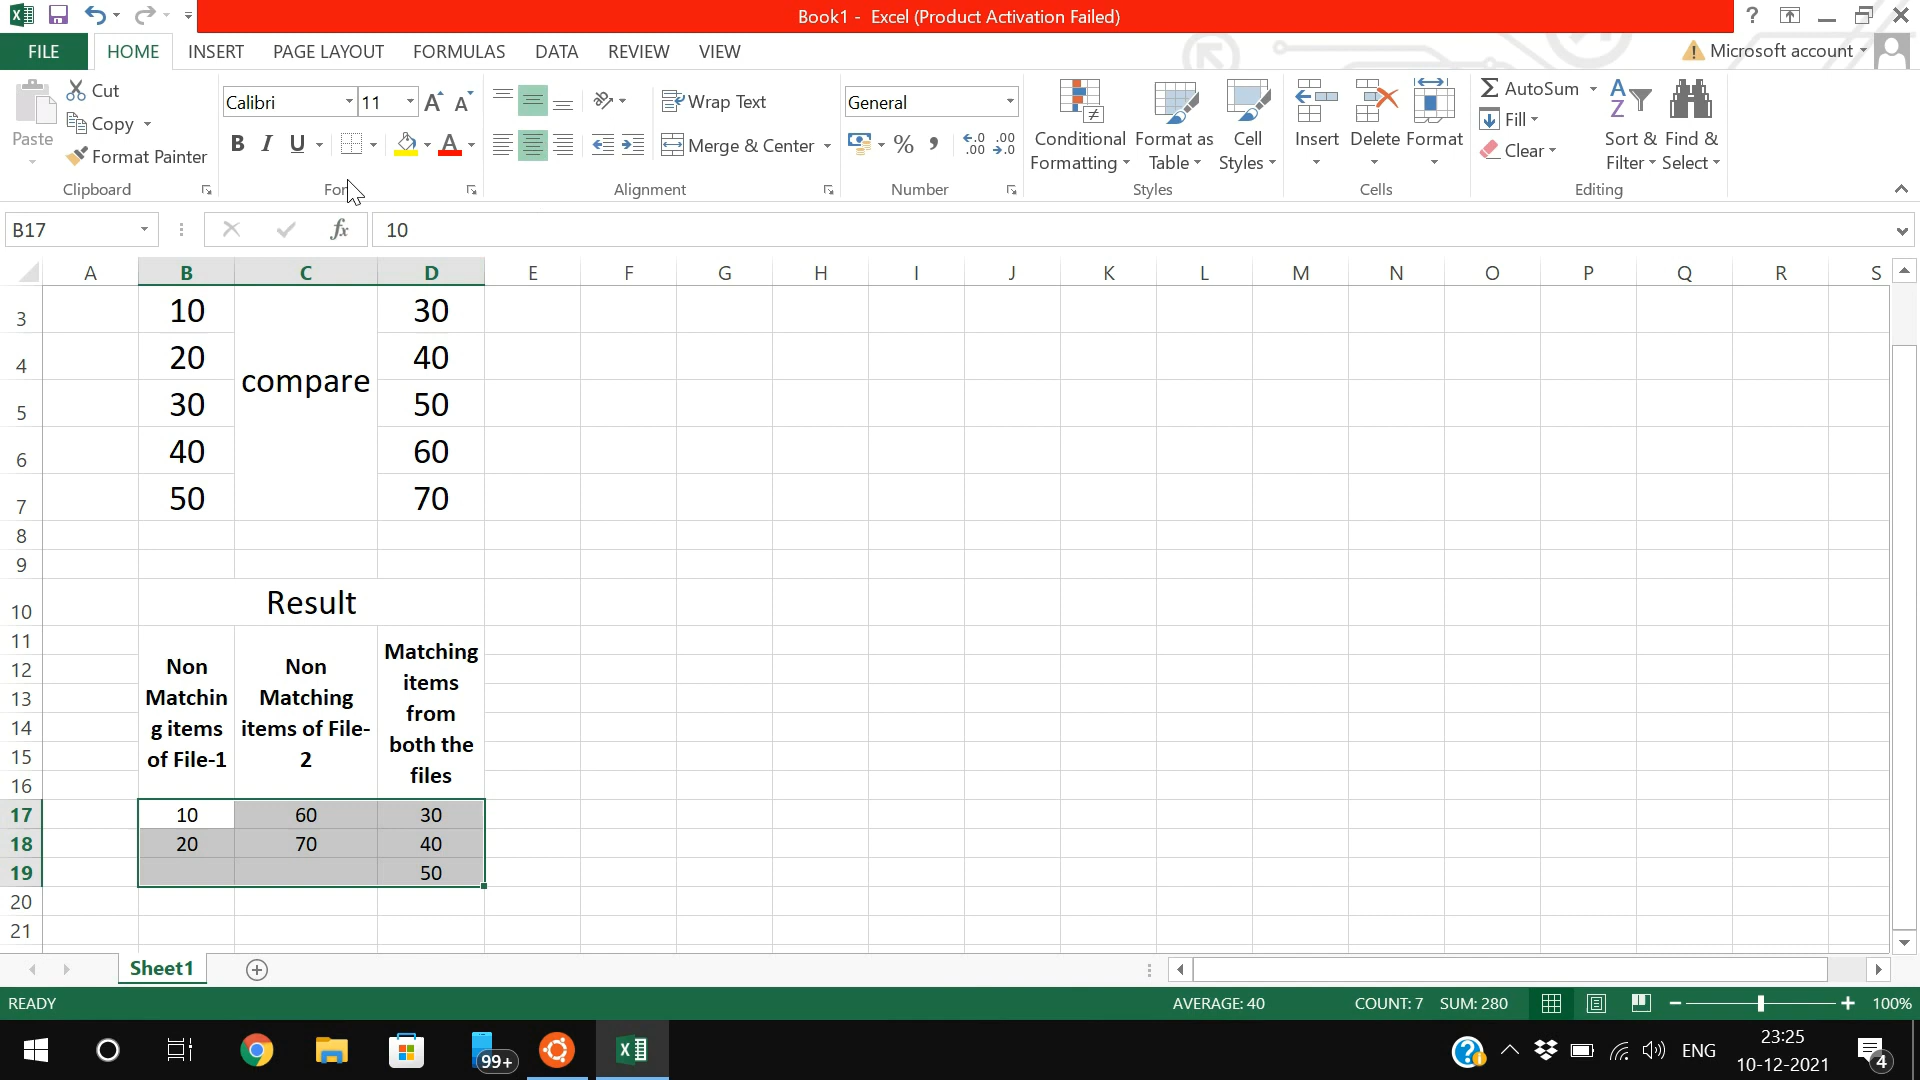 Book1 - Excel (Product Activation Failed)
FILE HOME INSERT PAGE LAYOUT FORMULAS DATA REVIEW VIEW Microsoft account
Paste
Cut
Copy
Format Painter
Clipboard
Calibri 11
B I U A
Alignment
Wrap Text
Merge & Center
General
% ,
Number
Conditional Formatting
Format as Table
Cell Styles
Styles
Insert
Delete
Format
Cells
AutoSum
Fill
Clear
Sort & Filter
Find & Select
Editing
B17 fx 10
A B C D E F G H I J K L M N O P Q R S
3 10 30
4 20 40
compare
5 30 50
6 40 60
7 50 70
8
9
10 Result
11
12
13
14
15
16
Non
Matchin
g items
of File-1
Non
Matching
items of File-
2
Matching
items
from
both the
files
17 10 60 30
18 20 70 40
19 50
20
21
Sheet1
READY AVERAGE: 40 COUNT: 7 SUM: 280 100%
99+
ENG
23:25
10-12-2021
4